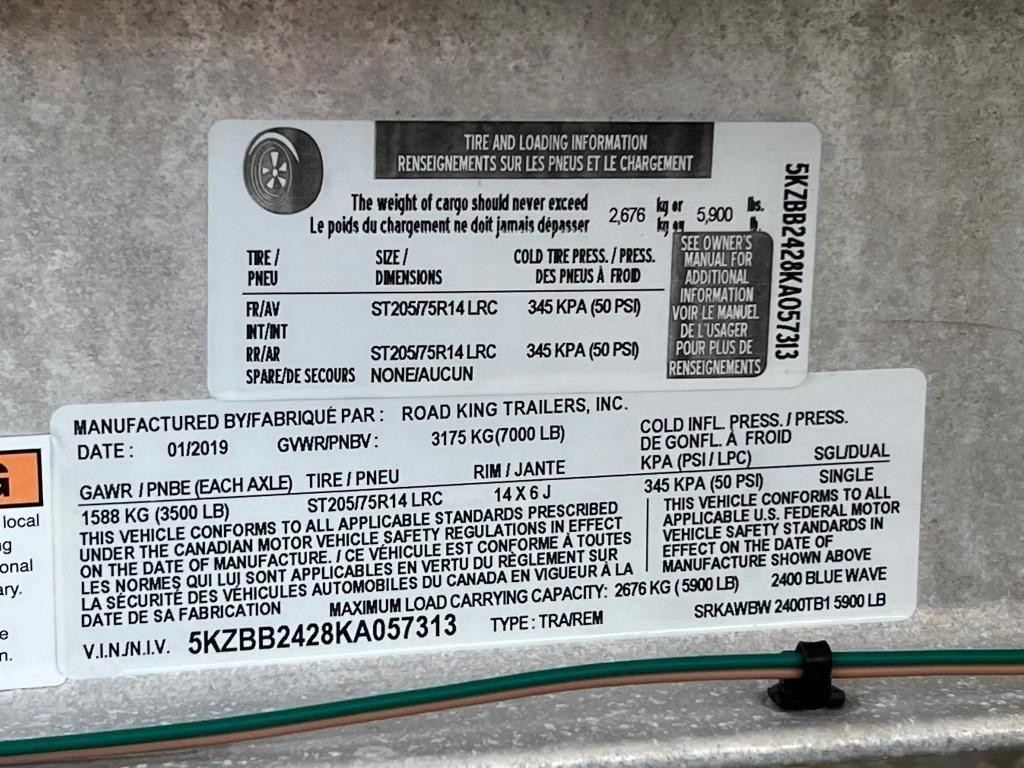 TIRE AND LOADING INFORMATION
RENSEIGNEMENTS SUR LES PNEUS ET LE CHARGEMENT
The weight of cargo should never exceed 2,676 kg or 5,900 lbs.
Le poids du chargement ne doit jamais dépasser kg ou lb.
TIRE / SIZE / COLD TIRE PRESS. / PRESS.
PNEU DIMENSIONS DES PNEUS À FROID
FR/AV ST205/75R14 LRC 345 KPA (50 PSI)
INT/INT
RR/AR ST205/75R14 LRC 345 KPA (50 PSI)
SPARE/DE SECOURS NONE/AUCUN
SEE OWNER'S
MANUAL FOR
ADDITIONAL
INFORMATION
VOIR LE MANUEL
DE L'USAGER
POUR PLUS DE
RENSEIGNEMENTS
5KZBB2428KA057313
MANUFACTURED BY/FABRIQUÉ PAR : ROAD KING TRAILERS, INC.
DATE : 01/2019 GVWR/PNBV : 3175 KG(7000 LB)
COLD INFL. PRESS. / PRESS.
DE GONFL. À FROID
GAWR / PNBE (EACH AXLE) TIRE / PNEU RIM / JANTE KPA (PSI / LPC) SGL/DUAL
1588 KG (3500 LB) ST205/75R14 LRC 14 X 6 J 345 KPA (50 PSI) SINGLE
THIS VEHICLE CONFORMS TO ALL APPLICABLE STANDARDS PRESCRIBED
UNDER THE CANADIAN MOTOR VEHICLE SAFETY REGULATIONS IN EFFECT
ON THE DATE OF MANUFACTURE. / CE VÉHICULE EST CONFORME À TOUTES
LES NORMES QUI LUI SONT APPLICABLES EN VERTU DU RÈGLEMENT SUR
LA SÉCURITÉ DES VÉHICULES AUTOMOBILES DU CANADA EN VIGUEUR À LA
DATE DE SA FABRICATION
THIS VEHICLE CONFORMS TO ALL
APPLICABLE U.S. FEDERAL MOTOR
VEHICLE SAFETY STANDARDS IN
EFFECT ON THE DATE OF
MANUFACTURE SHOWN ABOVE
MAXIMUM LOAD CARRYING CAPACITY: 2676 KG (5900 LB) 2400 BLUE WAVE
V.I.N./N.I.V. 5KZBB2428KA057313 TYPE : TRA/REM SRKAWBW 2400TB1 5900 LB
G
local
onal